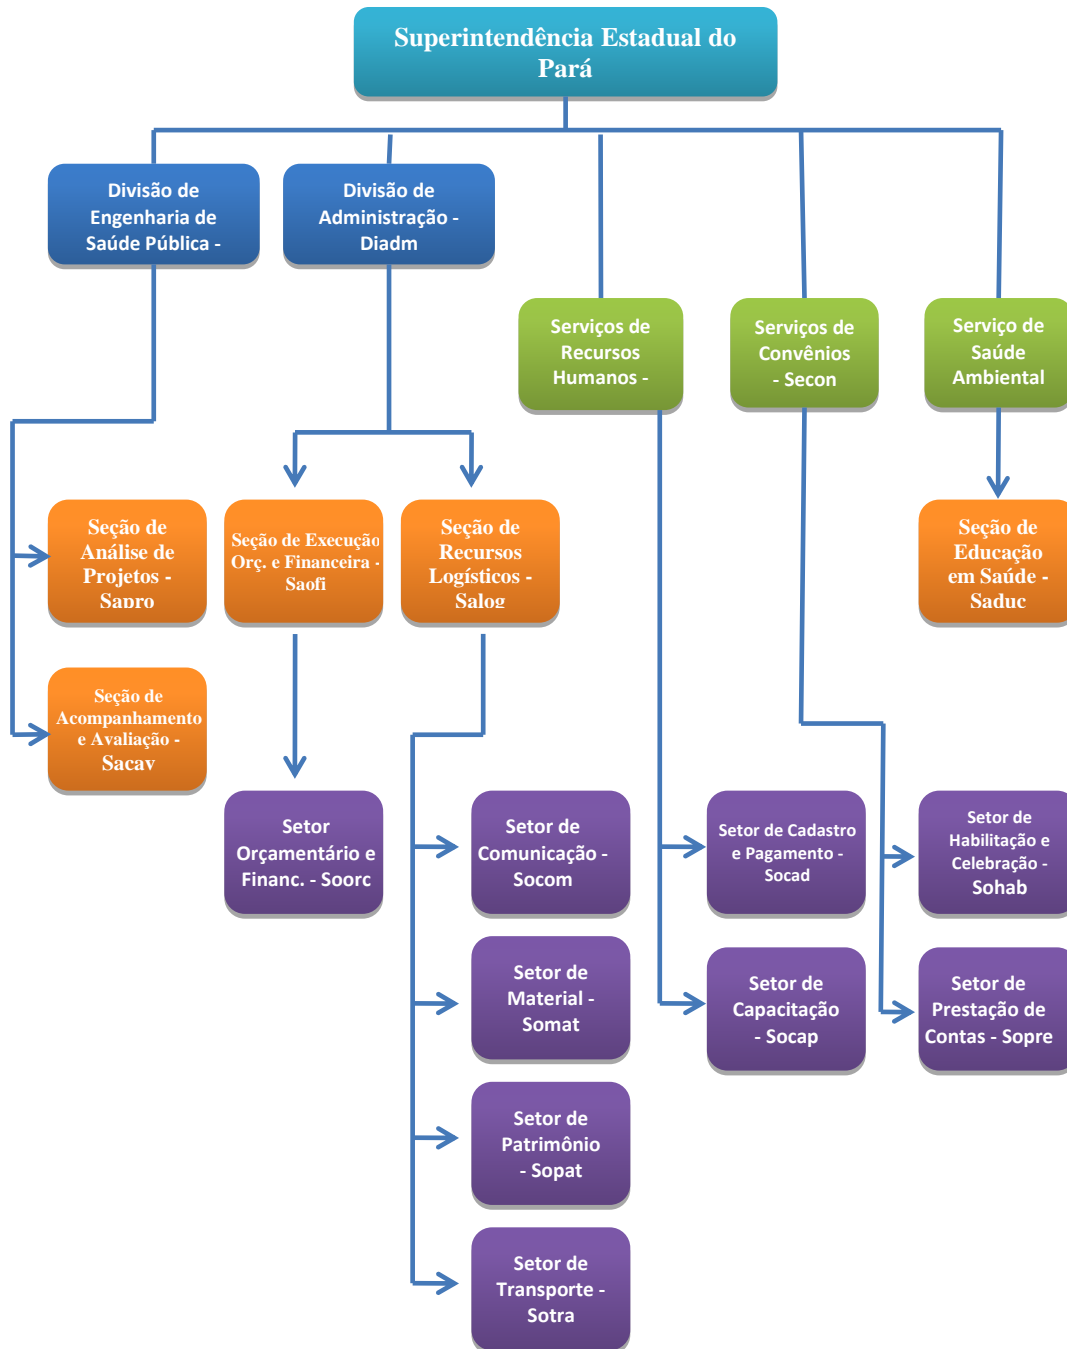 Superintendência Estadual do
Pará
Divisão de
Engenharia de
Saúde Pública -
Divisão de
Administração -
Diadm
Serviços de
Recursos
Humanos -
Serviços de
Convênios
- Secon
Serviço de
Saúde
Ambiental
Seção de
Análise de
Projetos -
Sapro
Seção de Execução
Orç. e Financeira -
Saofi
Seção de
Recursos
Logísticos -
Salog
Seção de
Educação
em Saúde -
Saduc
Seção de
Acompanhamento
e Avaliação -
Sacav
Setor
Orçamentário e
Financ. - Soorc
Setor de
Comunicação -
Socom
Setor de Cadastro
e Pagamento -
Socad
Setor de
Habilitação e
Celebração -
Sohab
Setor de
Material -
Somat
Setor de
Capacitação
- Socap
Setor de
Prestação de
Contas - Sopre
Setor de
Patrimônio
- Sopat
Setor de
Transporte -
Sotra